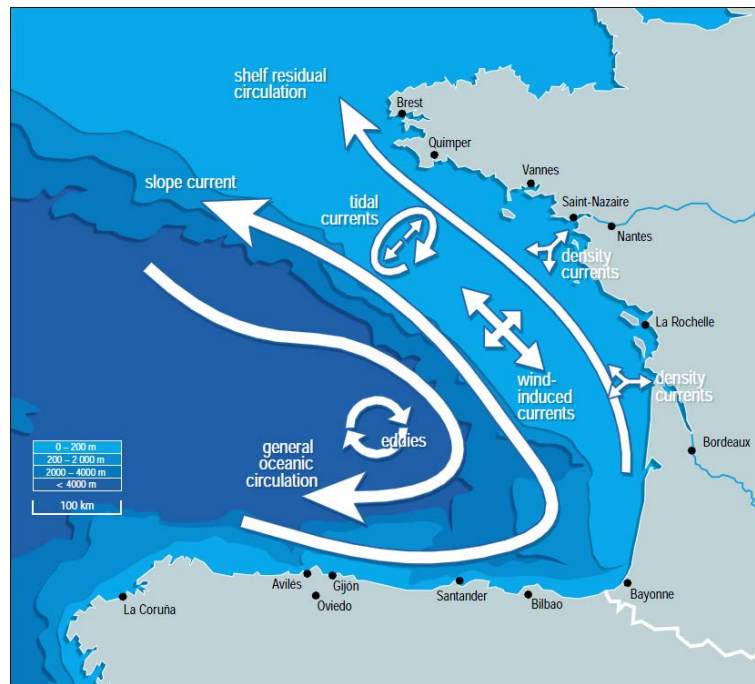 shelf residual
circulation
Brest
Quimper
slope current
Vannes
tidal
currents
Saint-Nazaire
Nantes
density
currents
La Rochelle
wind-
induced
currents
density
currents
eddies
general
oceanic
circulation
Bordeaux
0 – 200 m
200 – 2 000 m
2000 – 4000 m
< 4000 m
100 km
Avilés
Gijón
Oviedo
La Coruña
Santander
Bilbao
Bayonne